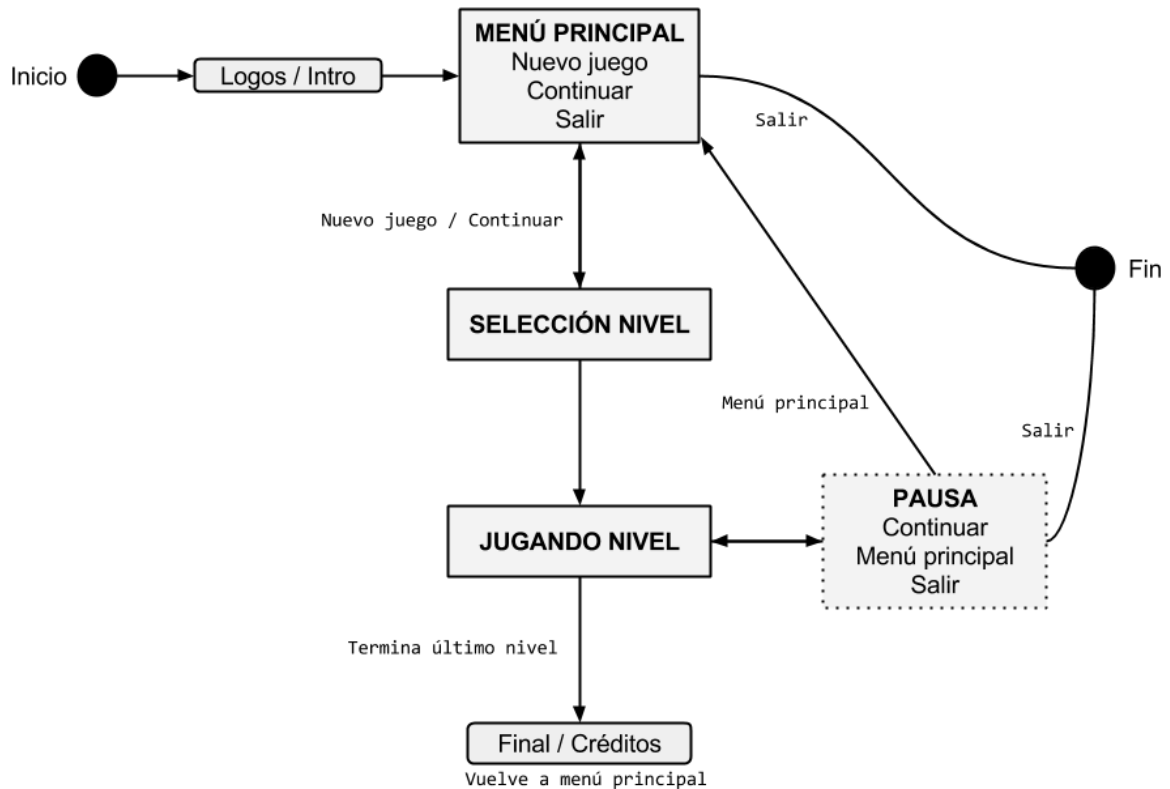 MENÚ PRINCIPAL
Nuevo juego
Continuar
Salir
Inicio
Logos / Intro
Salir
Nuevo juego / Continuar
Fin
SELECCIÓN NIVEL
Menú principal
Salir
JUGANDO NIVEL
PAUSA
Continuar
Menú principal
Salir
Termina último nivel
Final / Créditos
Vuelve a menú principal